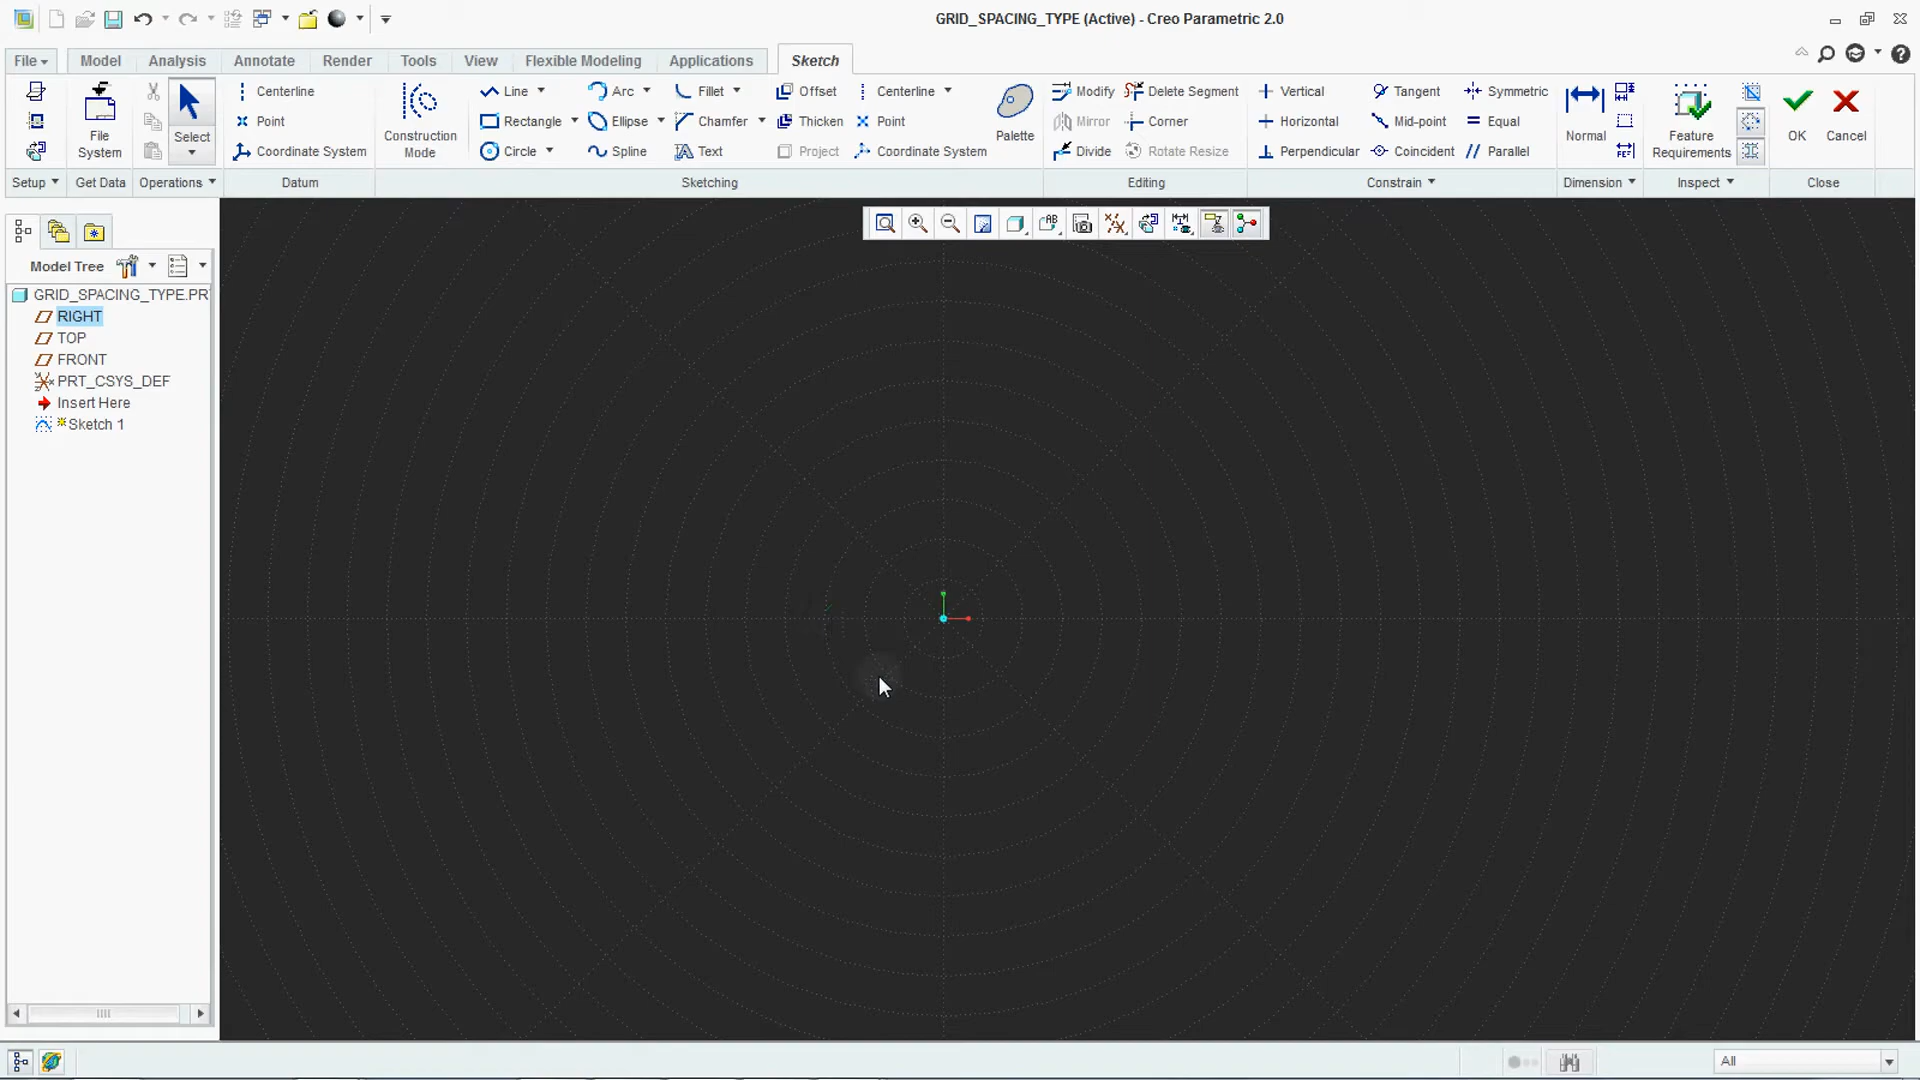 GRID_SPACING_TYPE (Active) - Creo Parametric 2.0
File Model Analysis Annotate Render Tools View Flexible Modeling Applications Sketch
Centerline Line Arc Fillet Offset Centerline Modify Delete Segment Vertical Tangent Symmetric
Point Rectangle Ellipse Chamfer Thicken Point Mirror Corner Horizontal Mid-point Equal
Coordinate System Circle Spline Text Project Coordinate System Divide Rotate Resize Perpendicular Coincident Parallel
File System Select Construction Mode Palette Normal Feature Requirements OK Cancel
Setup Get Data Operations Datum Sketching Editing Constrain Dimension Inspect Close
Model Tree
GRID_SPACING_TYPE.PR
RIGHT
TOP
FRONT
PRT_CSYS_DEF
Insert Here
Sketch 1
All